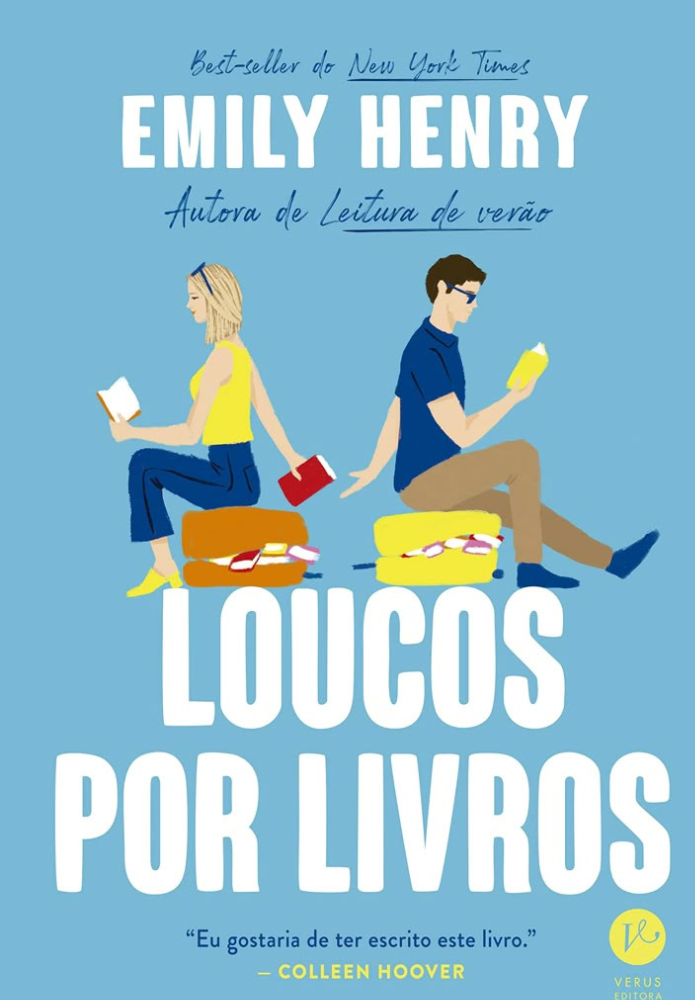 Best-seller do New York Times
EMILY HENRY
Autora de Leitura de verão
LOUCOS
POR LIVROS
“Eu gostaria de ter escrito este livro.”
– COLLEEN HOOVER
VERUS
EDITORA